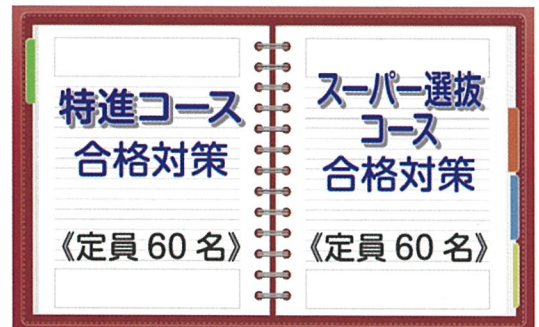 特進コース
合格対策
《定員 60 名》
スーパー選抜
コース
合格対策
《定員 60 名》